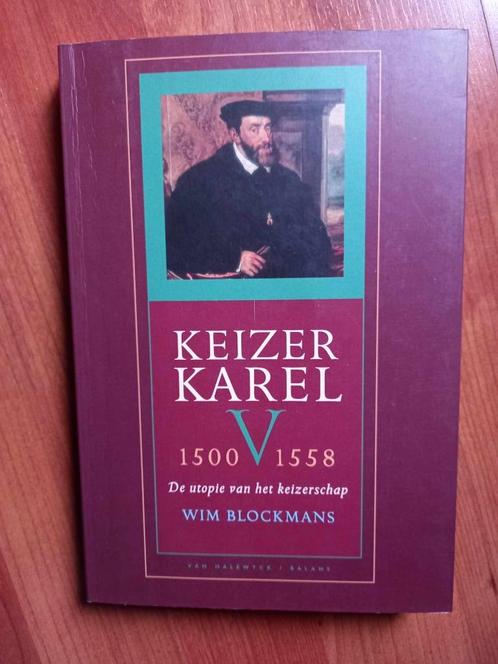 KEIZER
KAREL
V
1500 1558
De utopie van het keizerschap
WIM BLOCKMANS
VAN HALEWYCK / BALANS